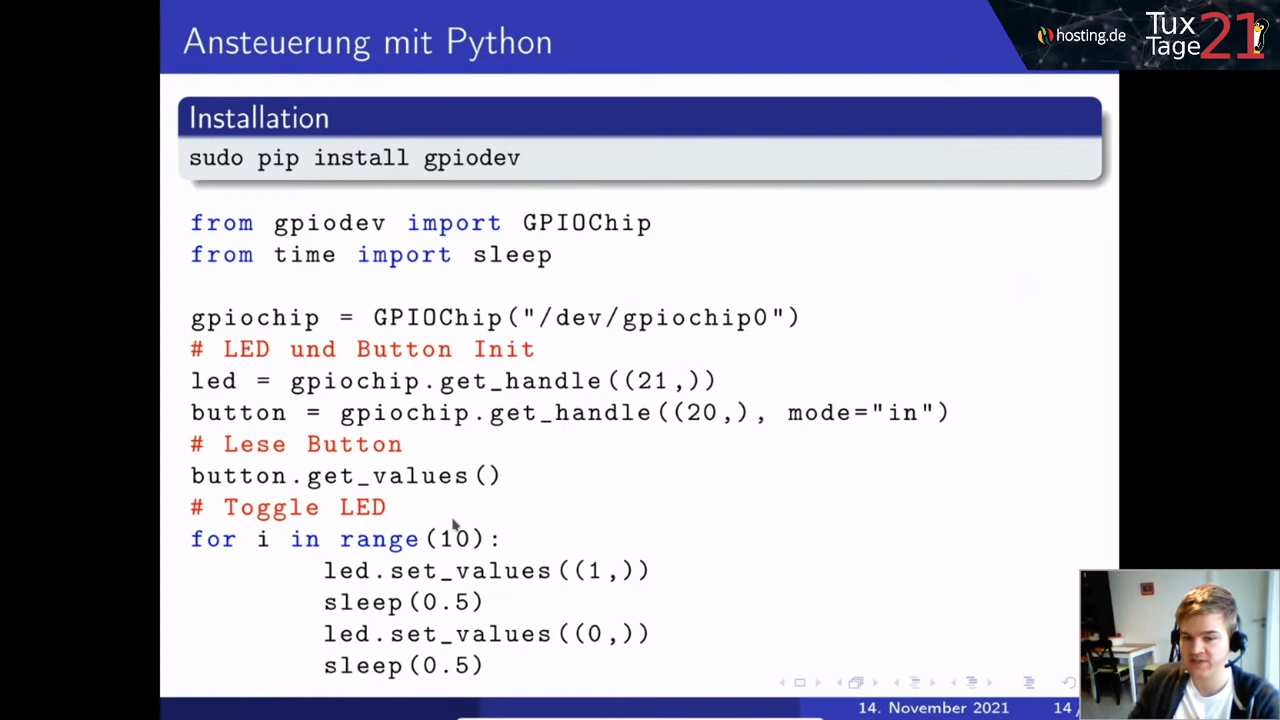 Ansteuerung mit Python
hosting.de
Tux
Tage
21
Installation
sudo pip install gpiodev
from gpiodev import GPIOChip
from time import sleep
gpiochip = GPIOChip("/dev/gpiochip0")
# LED und Button Init
led = gpiochip.get_handle((21,))
button = gpiochip.get_handle((20,), mode="in")
# Lese Button
button.get_values()
# Toggle LED
for i in range(10):
led.set_values((1,))
sleep(0.5)
led.set_values((0,))
sleep(0.5)
14. November 2021
14/